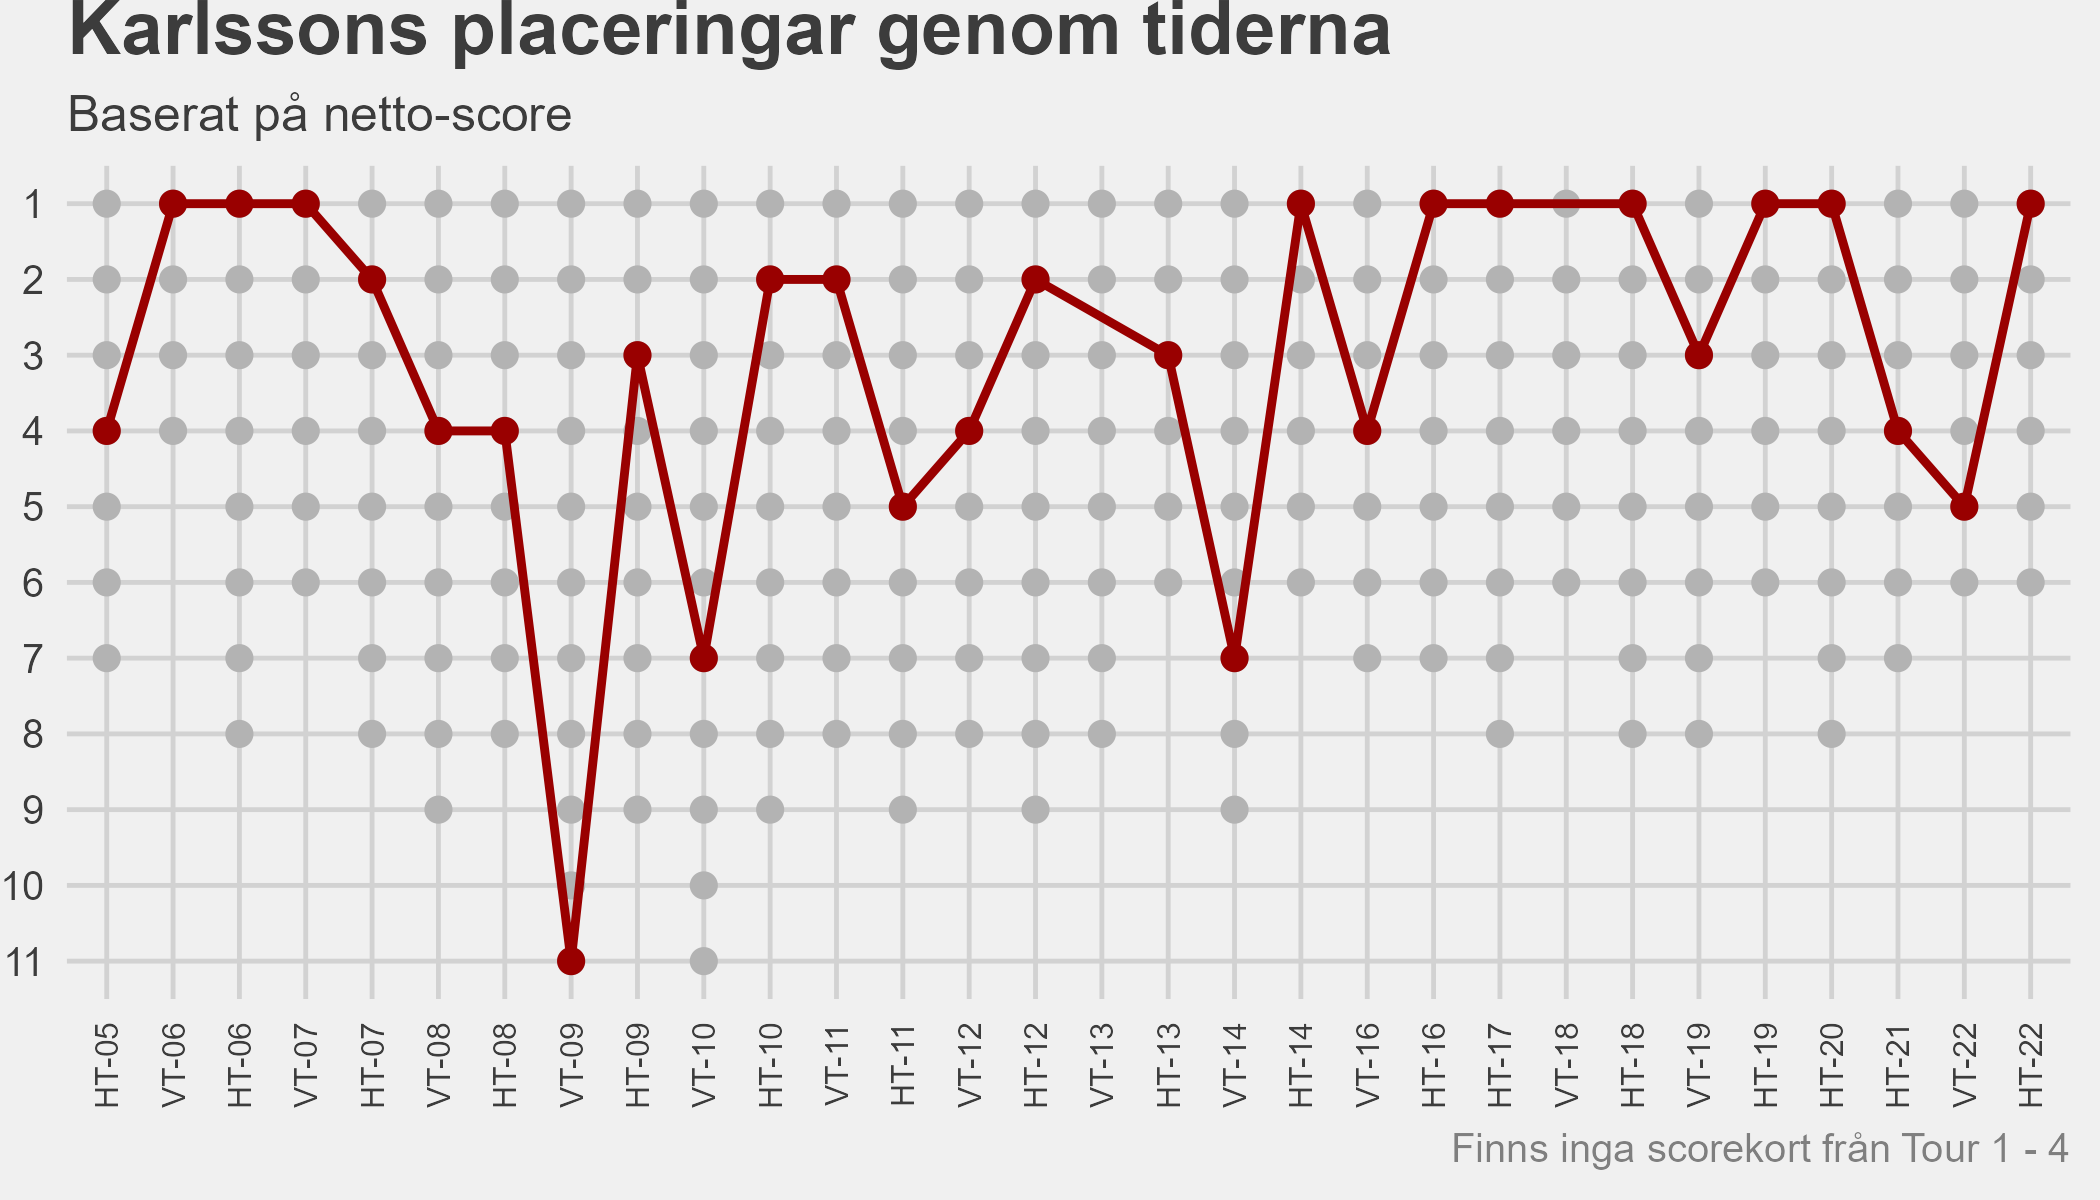 Karlssons placeringar genom tiderna
Baserat på netto-score
1
2
3
4
5
6
7
8
9
10
11
HT-05
VT-06
HT-06
VT-07
HT-07
VT-08
HT-08
VT-09
HT-09
VT-10
HT-10
VT-11
HT-11
VT-12
HT-12
VT-13
HT-13
VT-14
HT-14
VT-16
HT-16
HT-17
VT-18
HT-18
VT-19
HT-19
HT-20
HT-21
VT-22
HT-22
Finns inga scorekort från Tour 1 - 4